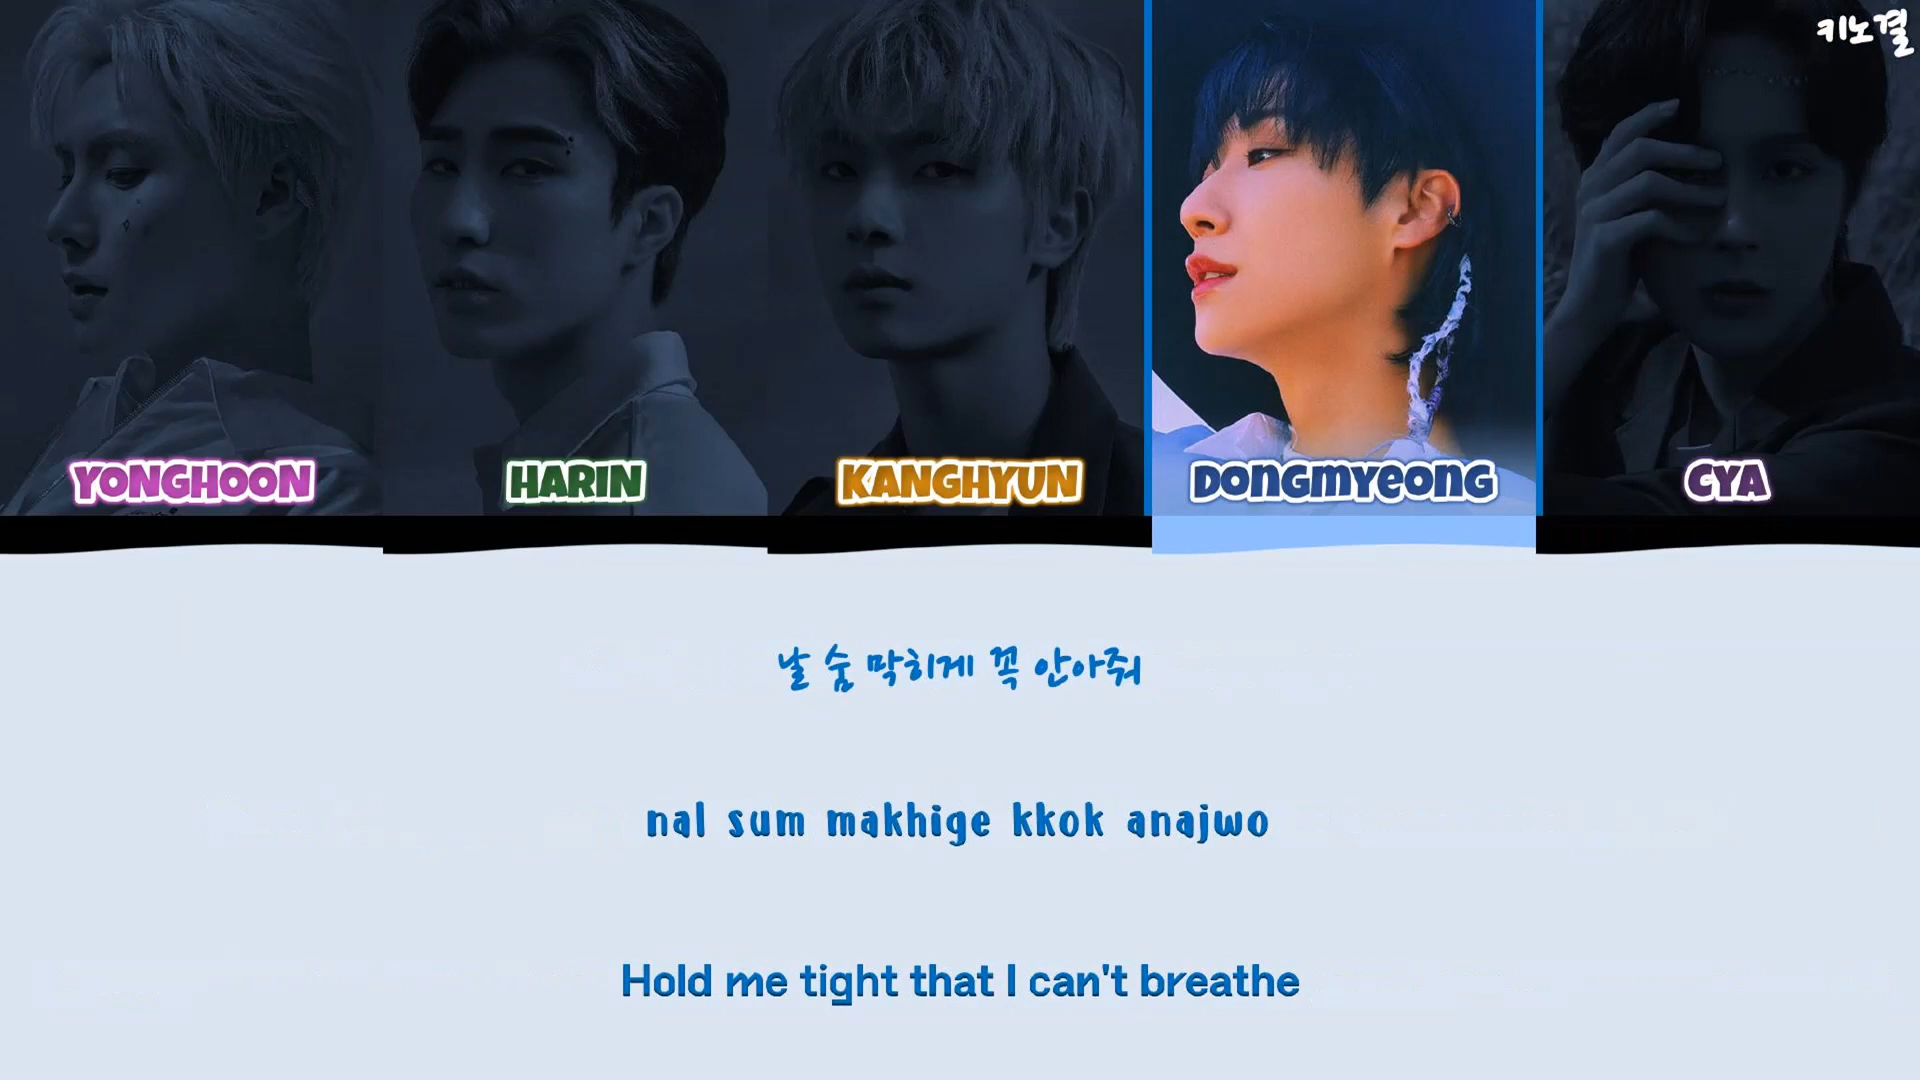 키노결
YONGHOON
HARIN
KANGHYUN
DONGMYEONG
CYA
날 숨 막히게 꼭 안아줘
nal sum makhige kkok anajwo
Hold me tight that I can't breathe